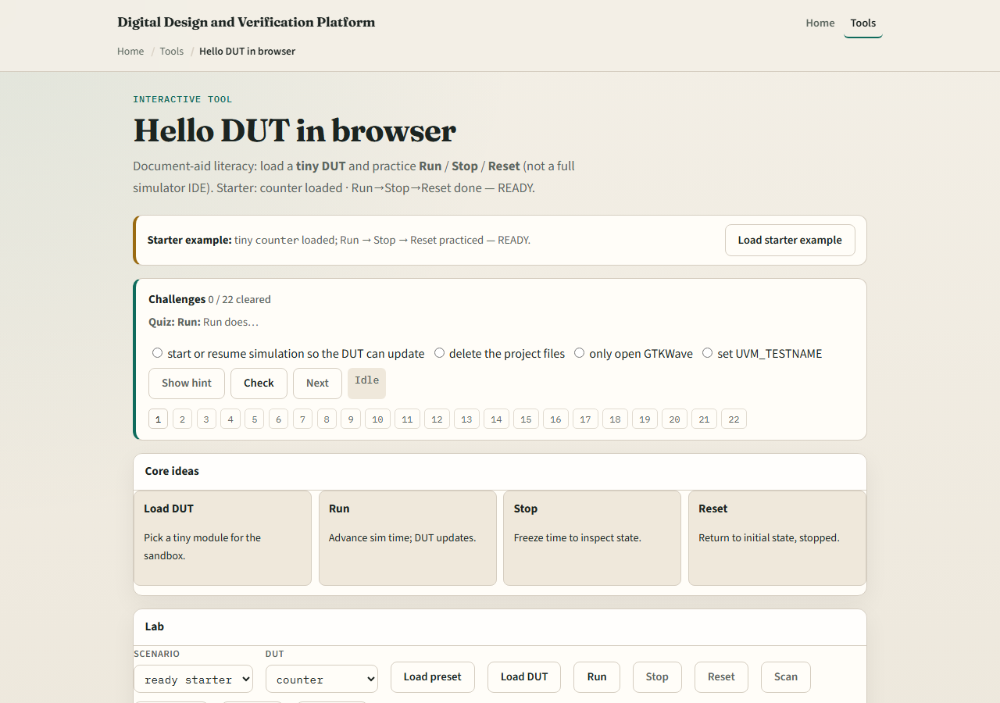 Digital Design and Verification Platform
Home Tools
Home / Tools / Hello DUT in browser
INTERACTIVE TOOL
Hello DUT in browser
Document-aid literacy: load a tiny DUT and practice Run / Stop / Reset (not a full
simulator IDE). Starter: counter loaded · Run→Stop→Reset done — READY.
Starter example: tiny counter loaded; Run → Stop → Reset practiced — READY.
Load starter example
Challenges 0 / 22 cleared
Quiz: Run: Run does…
start or resume simulation so the DUT can update delete the project files only open GTKWave set UVM_TESTNAME
Show hint Check Next Idle
1 2 3 4 5 6 7 8 9 10 11 12 13 14 15 16 17 18 19 20 21 22
Core ideas
Load DUT
Pick a tiny module for the
sandbox.
Run
Advance sim time; DUT updates.
Stop
Freeze time to inspect state.
Reset
Return to initial state, stopped.
Lab
SCENARIO DUT
ready starter counter Load preset Load DUT Run Stop Reset Scan